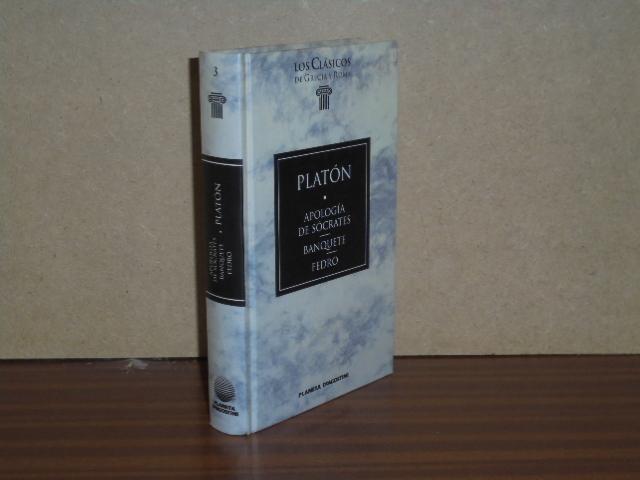 LOS CLÁSICOS
DE GRECIA Y ROMA
PLATÓN
APOLOGÍA
DE SÓCRATES
BANQUETE
FEDRO
PLANETA DEAGOSTINI
3
PLATÓN
APOLOGÍA
DE SÓCRATES
BANQUETE
FEDRO
PLANETA
DEAGOSTINI